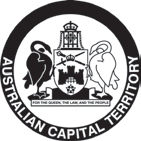 FOR THE QUEEN, THE LAW, AND THE PEOPLE
AUSTRALIAN CAPITAL TERRITORY